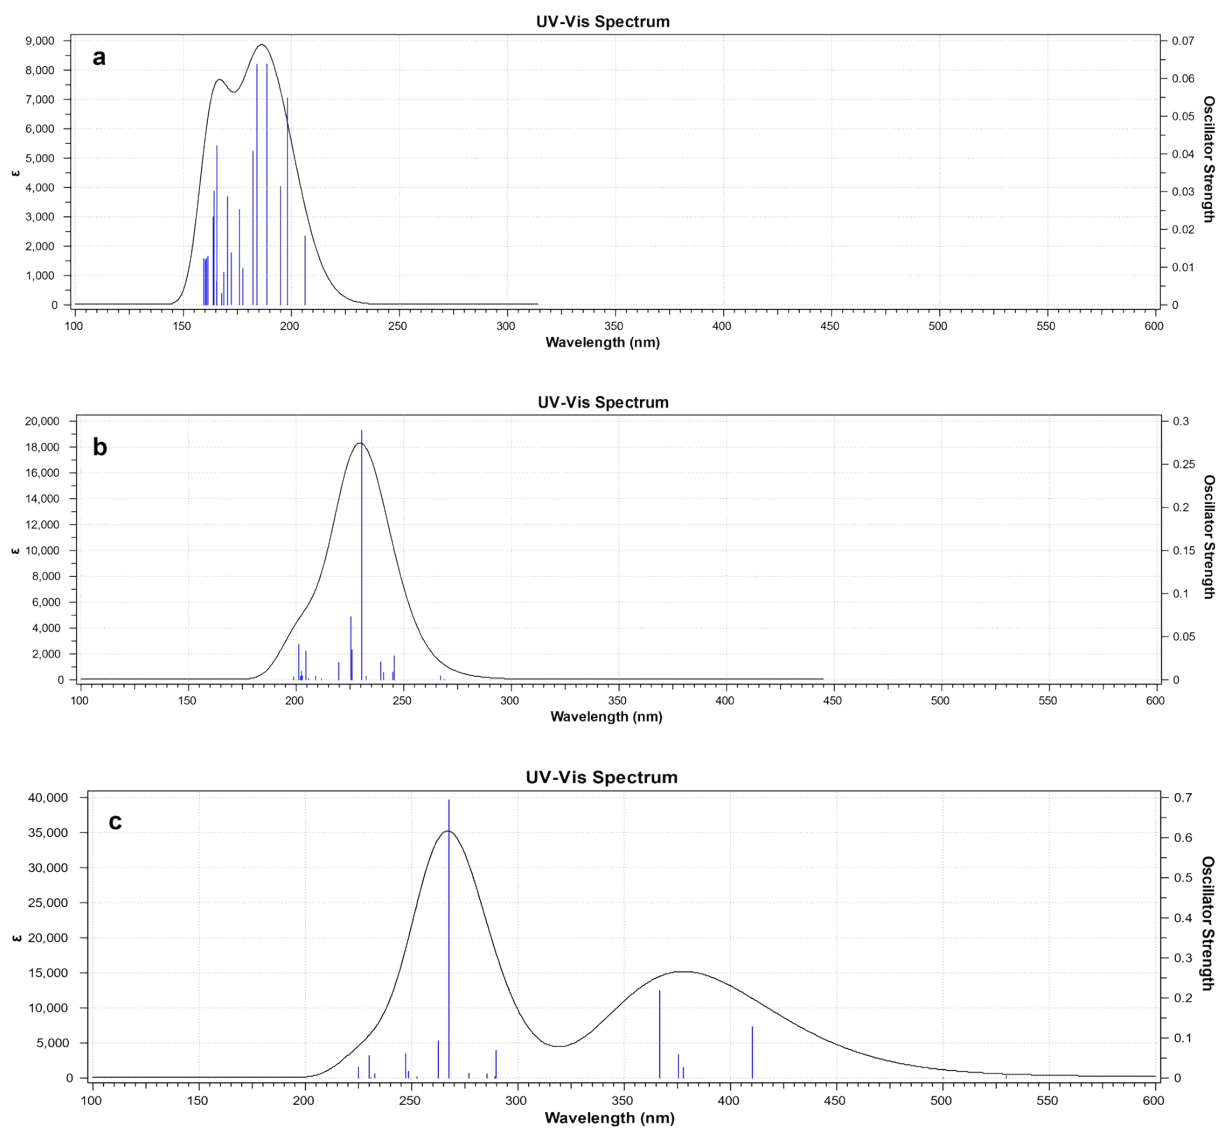 UV-Vis Spectrum
a
9,000
8,000
7,000
6,000
5,000
4,000
3,000
2,000
1,000
0
ε
0.07
0.06
0.05
0.04
0.03
0.02
0.01
0
Oscillator Strength
100 150 200 250 300 350 400 450 500 550 600
Wavelength (nm)
UV-Vis Spectrum
b
20,000
18,000
16,000
14,000
12,000
10,000
8,000
6,000
4,000
2,000
0
ε
0.3
0.25
0.2
0.15
0.1
0.05
0
Oscillator Strength
100 150 200 250 300 350 400 450 500 550 600
Wavelength (nm)
UV-Vis Spectrum
c
40,000
35,000
30,000
25,000
20,000
15,000
10,000
5,000
0
ε
0.7
0.6
0.5
0.4
0.3
0.2
0.1
0
Oscillator Strength
100 150 200 250 300 350 400 450 500 550 600
Wavelength (nm)